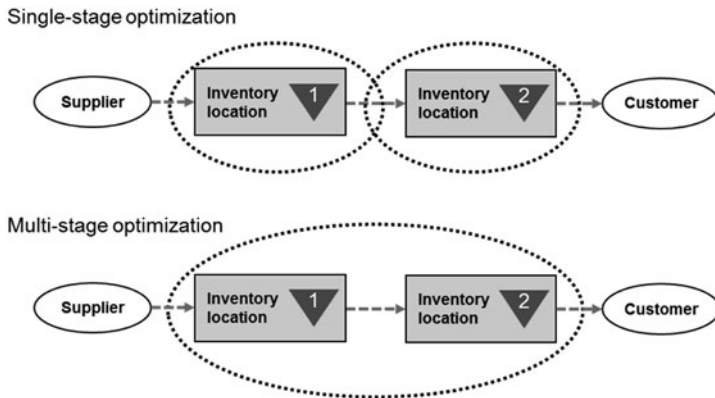 Single-stage optimization
Supplier
Inventory
location
1
Inventory
location
2
Customer
Multi-stage optimization
Supplier
Inventory
location
1
Inventory
location
2
Customer